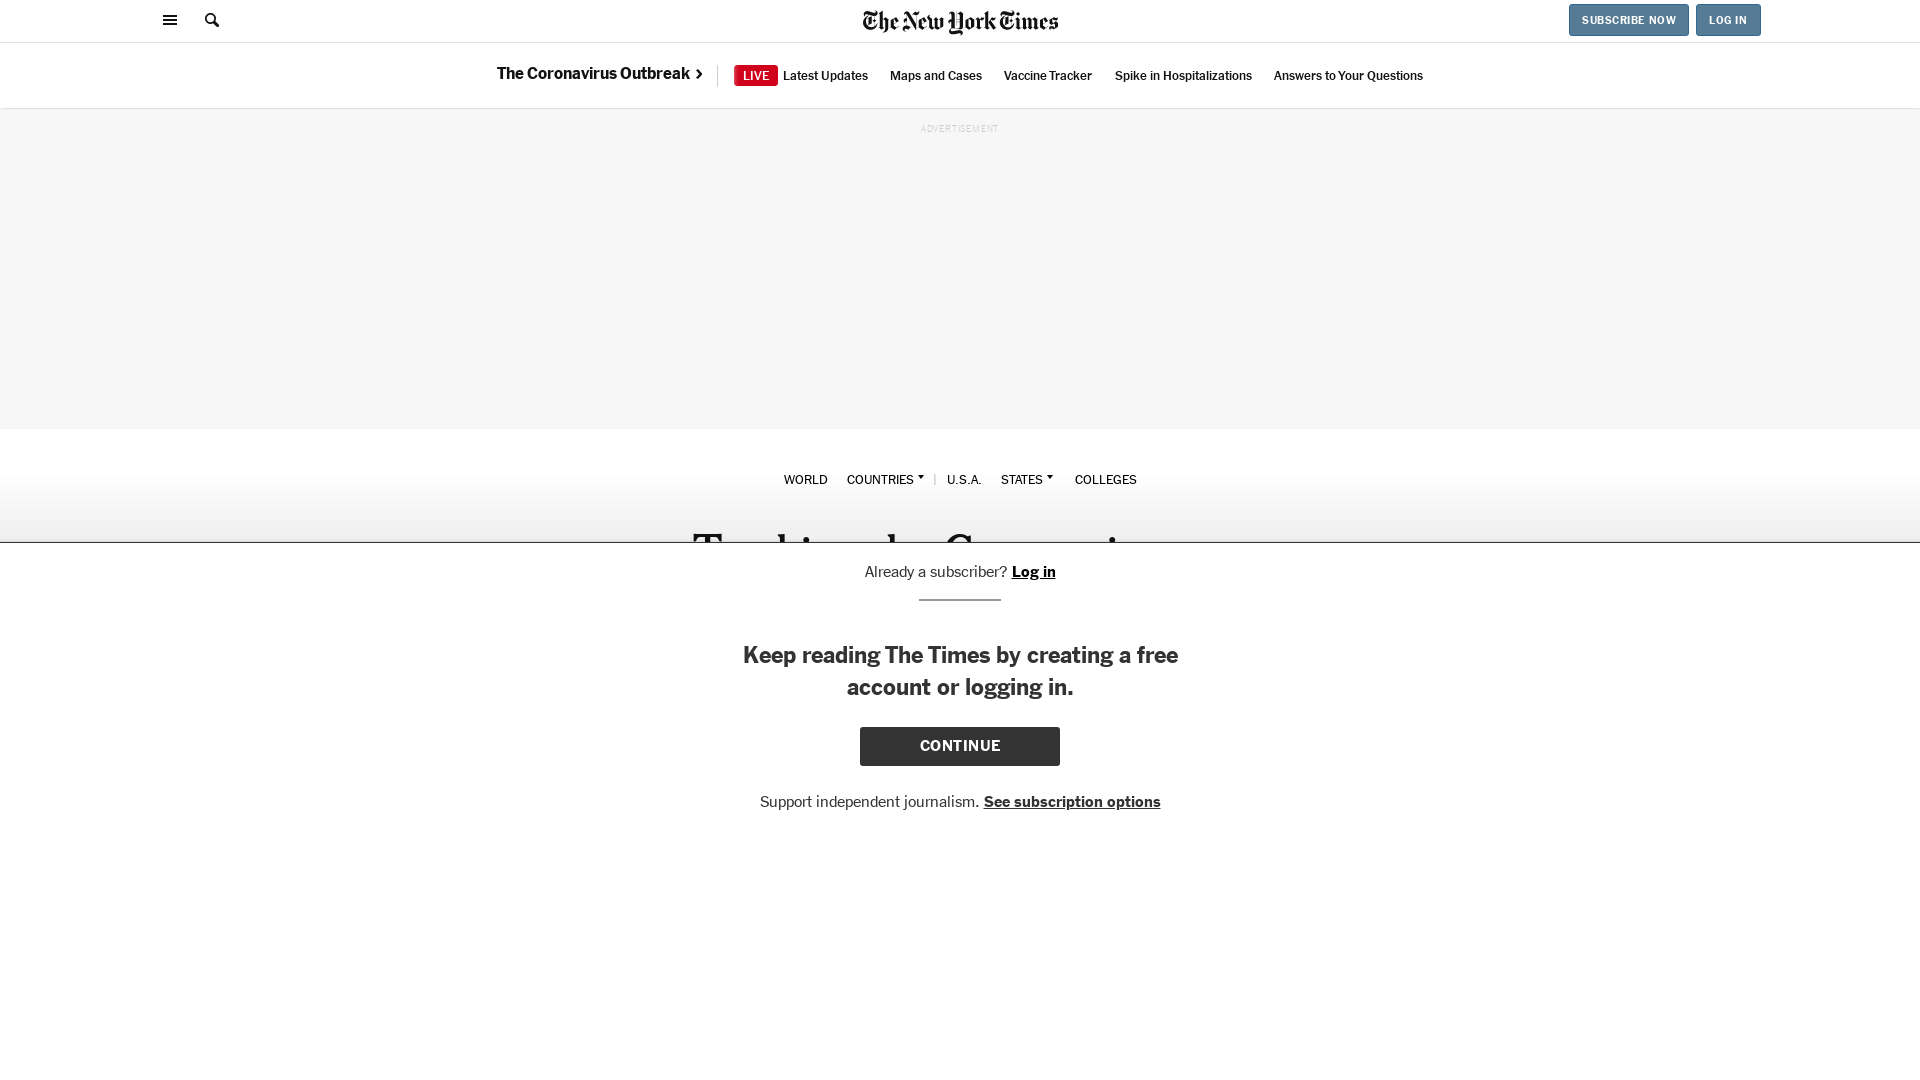 The New York Times
SUBSCRIBE NOW
LOG IN
The Coronavirus Outbreak
LIVE Latest Updates
Maps and Cases
Vaccine Tracker
Spike in Hospitalizations
Answers to Your Questions
ADVERTISEMENT
WORLD
COUNTRIES
U.S.A.
STATES
COLLEGES
Already a subscriber? Log in
Keep reading The Times by creating a free
account or logging in.
CONTINUE
Support independent journalism. See subscription options